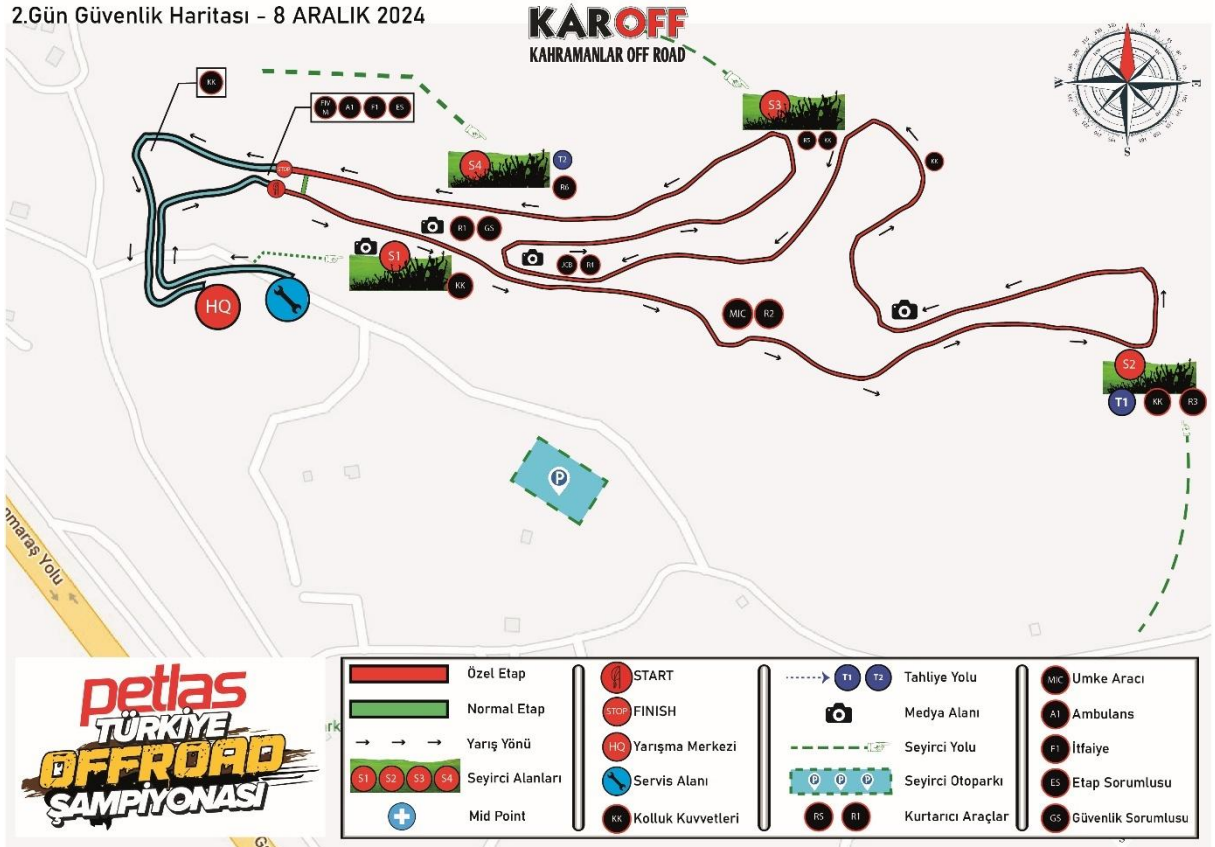 2.Gün Güvenlik Haritası - 8 ARALIK 2024
KAROFF
KAHRAMANLAR OFF ROAD
N
W
E
S
KK
FIV M
A1
F1
ES
S3
R5
KK
KK
STOP
S4
T2
R6
R1
GS
S1
KK
JCB
R4
HQ
MIC
R2
S2
T1
KK
R3
P
maraş Yolu
petlas
TÜRKİYE
OFFROAD
ŞAMPİYONASI
Özel Etap
Normal Etap
Yarış Yönü
S1 S2 S3 S4 Seyirci Alanları
Mid Point
START
STOP FINISH
HQ Yarışma Merkezi
Servis Alanı
KK Kolluk Kuvvetleri
T1 T2 Tahliye Yolu
Medya Alanı
Seyirci Yolu
P P P Seyirci Otoparkı
RS R1 Kurtarıcı Araçlar
MIC Umke Aracı
A1 Ambulans
F1 İtfaiye
ES Etap Sorumlusu
GS Güvenlik Sorumlusu